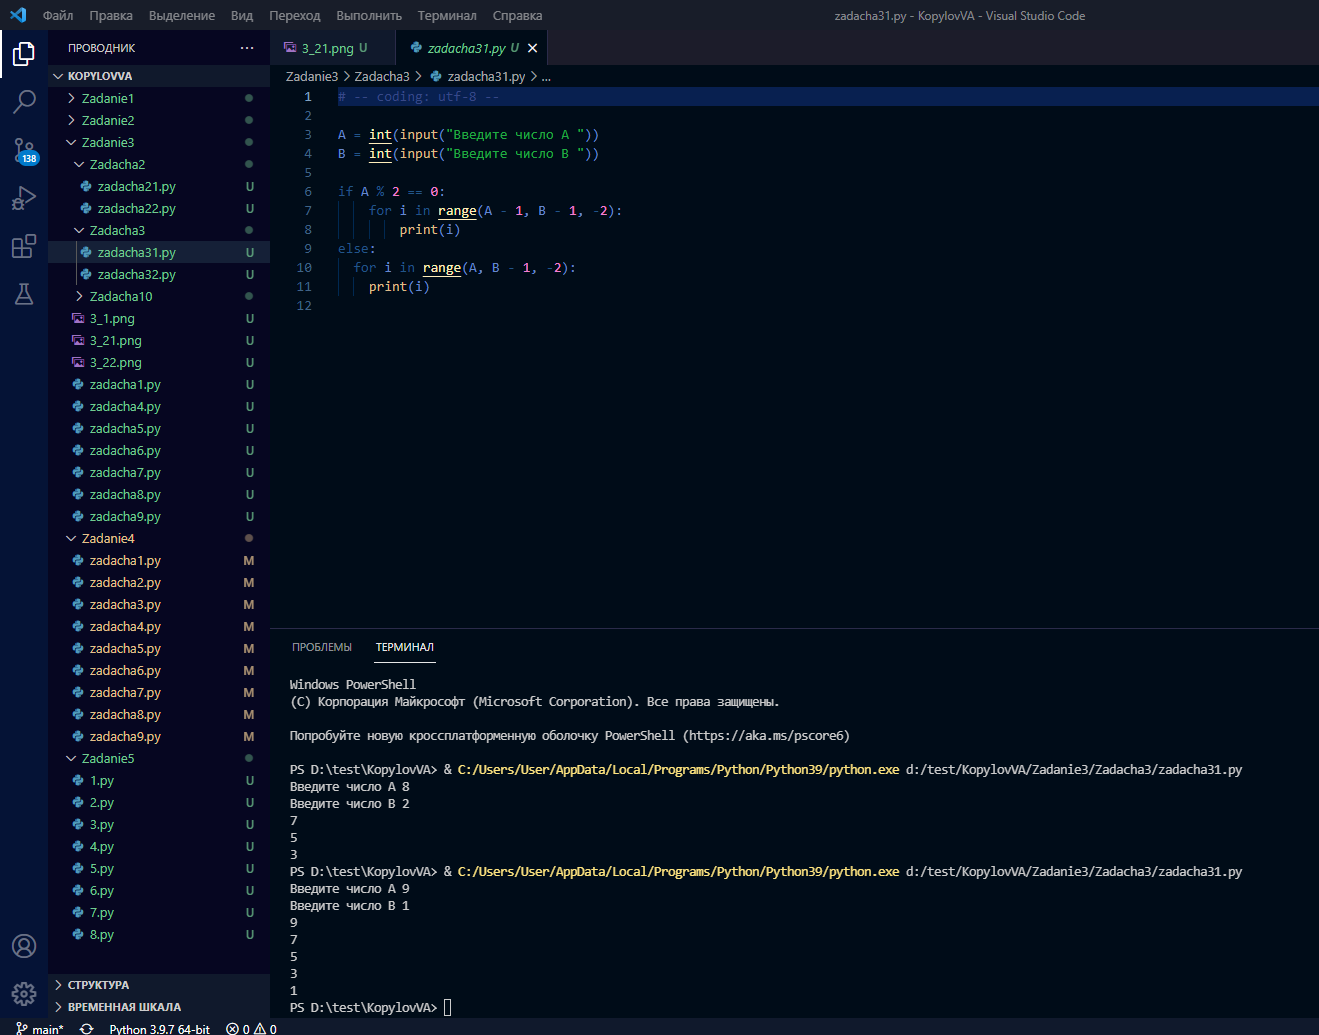 Файл Правка Выделение Вид Переход Выполнить Терминал Справка zadacha31.py - KopylovVA - Visual Studio Code
ПРОВОДНИК ...
KOPYLOVVA
Zadanie1
Zadanie2
Zadanie3
Zadacha2
zadacha21.py U
zadacha22.py U
Zadacha3
zadacha31.py U
zadacha32.py U
Zadacha10
3_1.png U
3_21.png U
3_22.png U
zadacha1.py U
zadacha4.py U
zadacha5.py U
zadacha6.py U
zadacha7.py U
zadacha8.py U
zadacha9.py U
Zadanie4
zadacha1.py M
zadacha2.py M
zadacha3.py M
zadacha4.py M
zadacha5.py M
zadacha6.py M
zadacha7.py M
zadacha8.py M
zadacha9.py M
Zadanie5
1.py U
2.py U
3.py U
4.py U
5.py U
6.py U
7.py U
8.py U
СТРУКТУРА
ВРЕМЕННАЯ ШКАЛА
138
3_21.png U zadacha31.py U
Zadanie3 > Zadacha3 > zadacha31.py > ...
1 # -- coding: utf-8 --
2
3 A = int(input("Введите число A "))
4 B = int(input("Введите число B "))
5
6 if A % 2 == 0:
7 for i in range(A - 1, B - 1, -2):
8 print(i)
9 else:
10 for i in range(A, B - 1, -2):
11 print(i)
12
ПРОБЛЕМЫ ТЕРМИНАЛ
Windows PowerShell
(C) Корпорация Майкрософт (Microsoft Corporation). Все права защищены.
Попробуйте новую кроссплатформенную оболочку PowerShell (https://aka.ms/pscore6)
PS D:\test\KopylovVA> & C:/Users/User/AppData/Local/Programs/Python/Python39/python.exe d:/test/KopylovVA/Zadanie3/Zadacha3/zadacha31.py
Введите число A 8
Введите число B 2
7
5
3
PS D:\test\KopylovVA> & C:/Users/User/AppData/Local/Programs/Python/Python39/python.exe d:/test/KopylovVA/Zadanie3/Zadacha3/zadacha31.py
Введите число A 9
Введите число B 1
9
7
5
3
1
PS D:\test\KopylovVA>
main* Python 3.9.7 64-bit 0 0